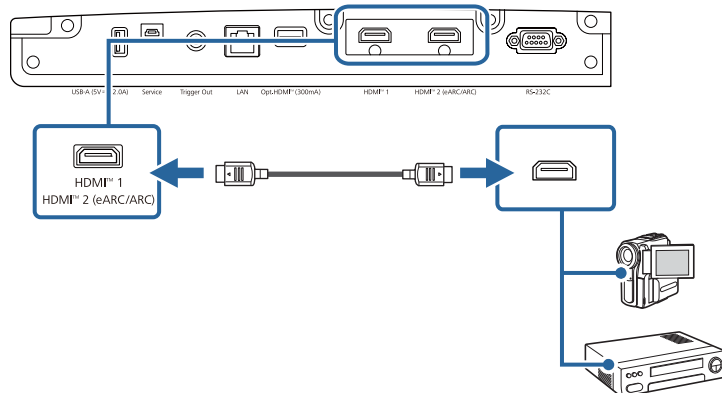 USB-A (5V⎓2.0A) Service Trigger Out LAN Opt.HDMI™ (300mA) HDMI™ 1 HDMI™ 2 (eARC/ARC) RS-232C
HDMI™ 1
HDMI™ 2 (eARC/ARC)